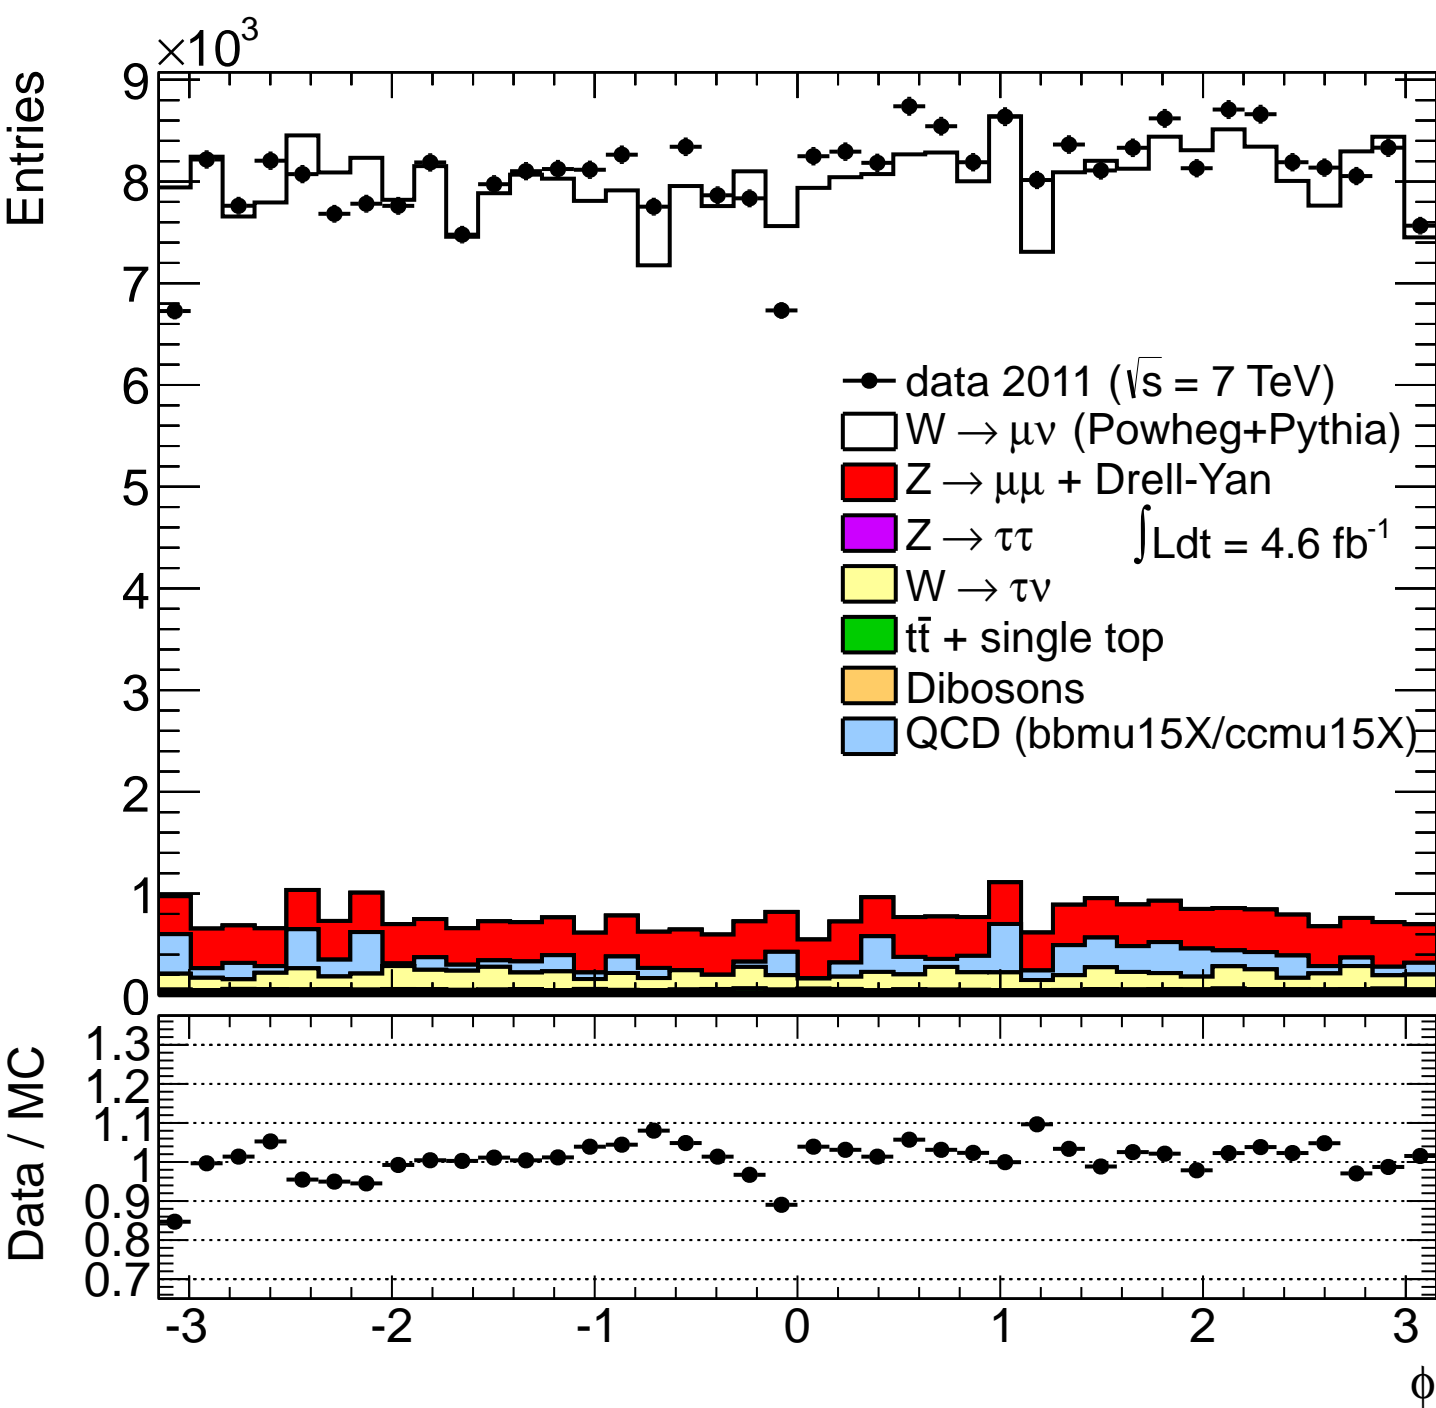 ×10³
Entries
9
8
7
6
5
4
3
2
1
0
data 2011 (√s = 7 TeV)
W → μν (Powheg+Pythia)
Z → μμ + Drell-Yan
Z → ττ
∫Ldt = 4.6 fb⁻¹
W → τν
tt̄ + single top
Dibosons
QCD (bbmu15X/ccmu15X)
Data / MC
1.3
1.2
1.1
1
0.9
0.8
0.7
-3 -2 -1 0 1 2 3
ϕ